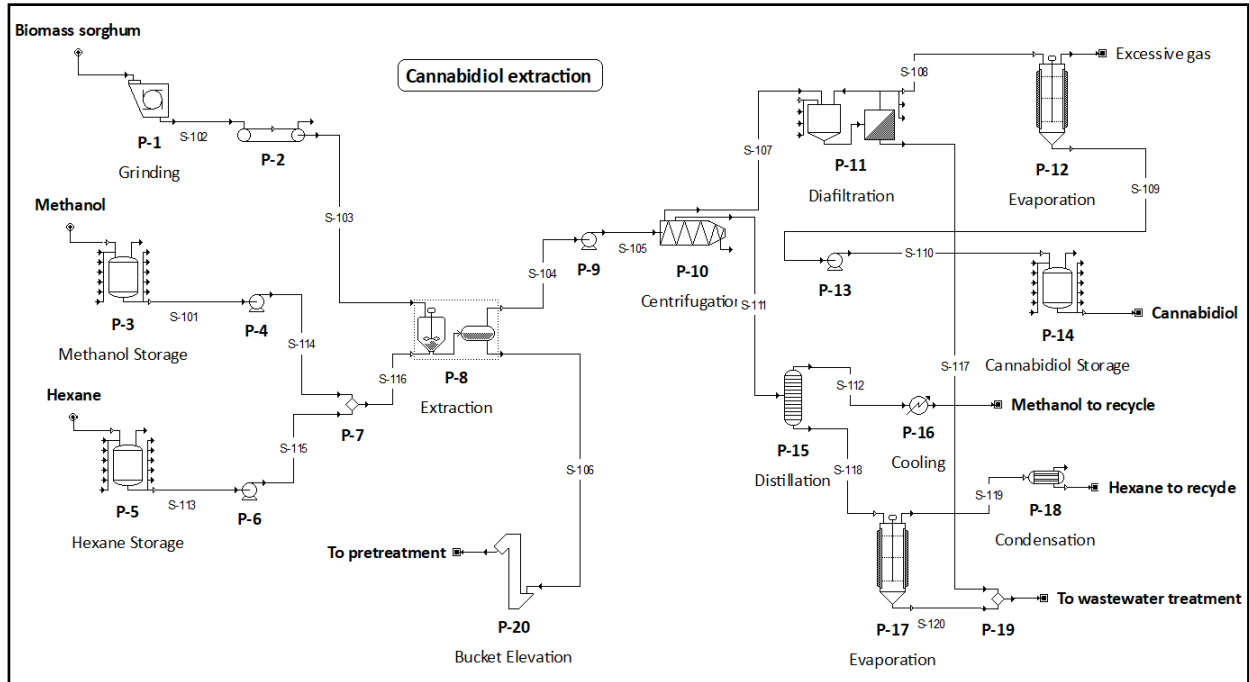 Biomass sorghum
Cannabidiol extraction
S-108
Excessive gas
P-1
S-102
P-2
Grinding
S-107
P-11
Diafiltration
P-12
Evaporation
S-109
Methanol
S-103
S-104
P-9
S-105
P-10
Centrifugation
S-110
P-13
P-3
S-101
P-4
Methanol Storage
S-114
S-111
P-14
Cannabidiol
Cannabidiol Storage
S-117
Hexane
S-116
P-8
Extraction
P-7
S-115
S-112
P-16
Cooling
Methanol to recycle
P-15
Distillation
S-118
P-5
S-113
P-6
Hexane Storage
S-106
S-119
P-18
Condensation
Hexane to recycle
To pretreatment
P-20
Bucket Elevation
P-17
S-120
P-19
Evaporation
To wastewater treatment